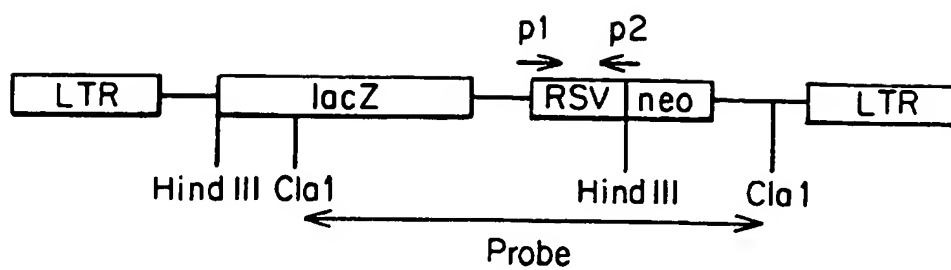 p1 p2
LTR lacZ RSV neo LTR
Hind III Cla1 Hind III Cla1
Probe